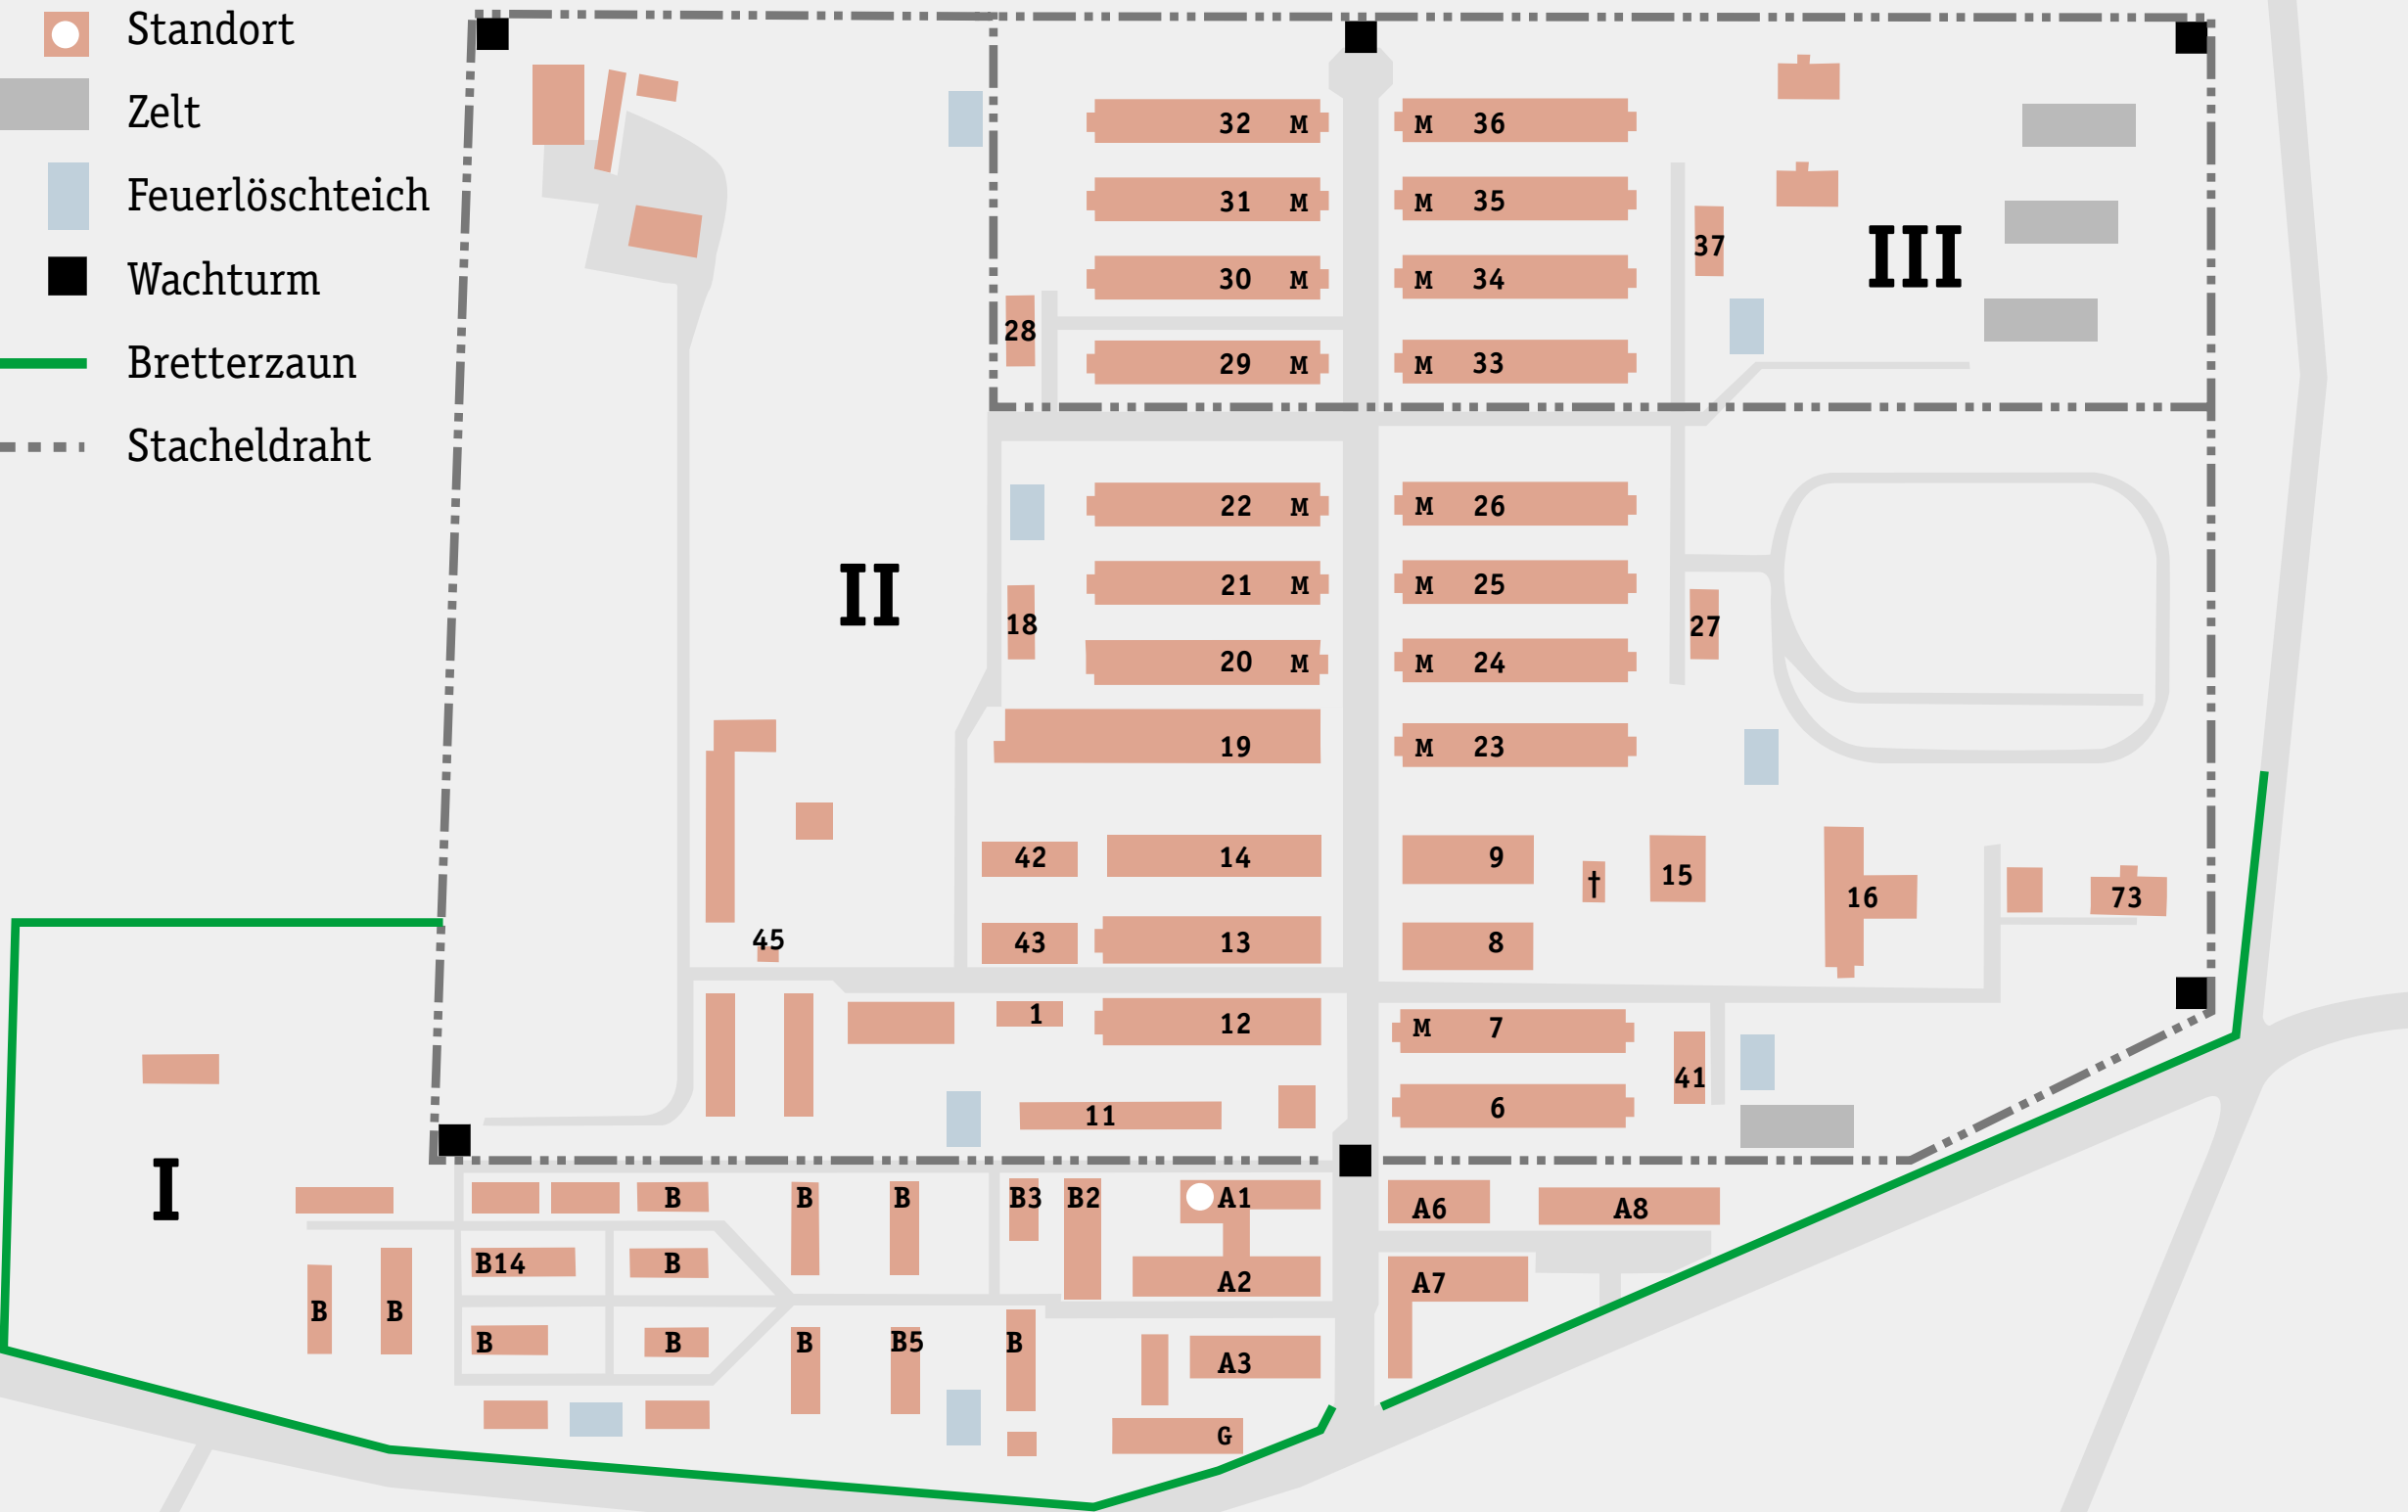 Standort
Zelt
Feuerlöschteich
Wachturm
Bretterzaun
Stacheldraht
32 M
M 36
31 M
M 35
37
III
30 M
M 34
28
29 M
M 33
22 M
M 26
II
21 M
M 25
18
27
20 M
M 24
19
M 23
42
14
9
†
15
16
73
45
43
13
8
1
12
M 7
41
11
6
I
B
B
B
B3
B2
A1
A6
A8
B14
B
A2
A7
B
B
B
B
B
B5
B
A3
G